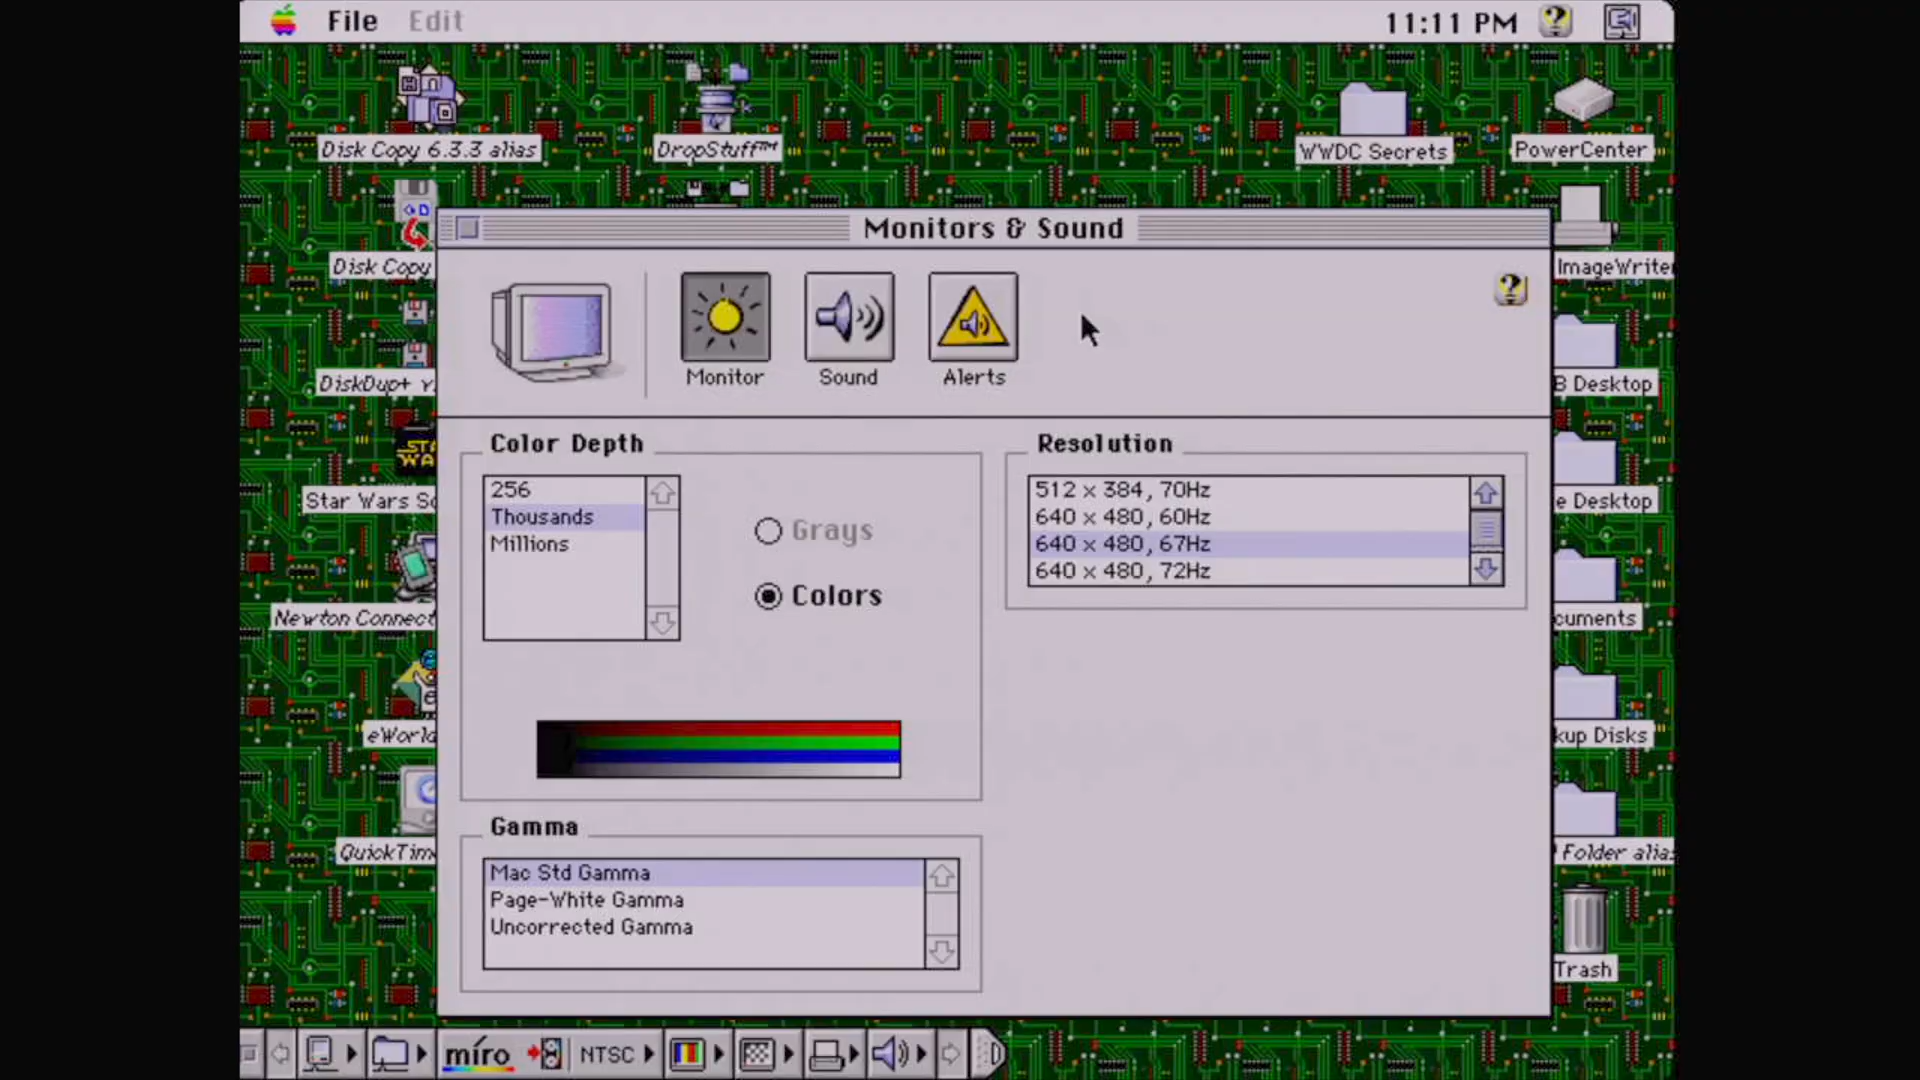 File Edit 11:11 PM
Disk Copy 6.3.3 alias
DropStuff™
WWDC Secrets
PowerCenter
Monitors & Sound
Disk Copy
ImageWriter
Monitor Sound Alerts
DiskDup+
B Desktop
Color Depth
Resolution
256
Thousands
Millions
Grays
Colors
512 x 384, 70Hz
640 x 480, 60Hz
640 x 480, 67Hz
640 x 480, 72Hz
Star Wars
e Desktop
Newton Connect
cuments
eWorld
kup Disks
Gamma
QuickTim
Folder alias
Mac Std Gamma
Page-White Gamma
Uncorrected Gamma
Trash
miro NTSC